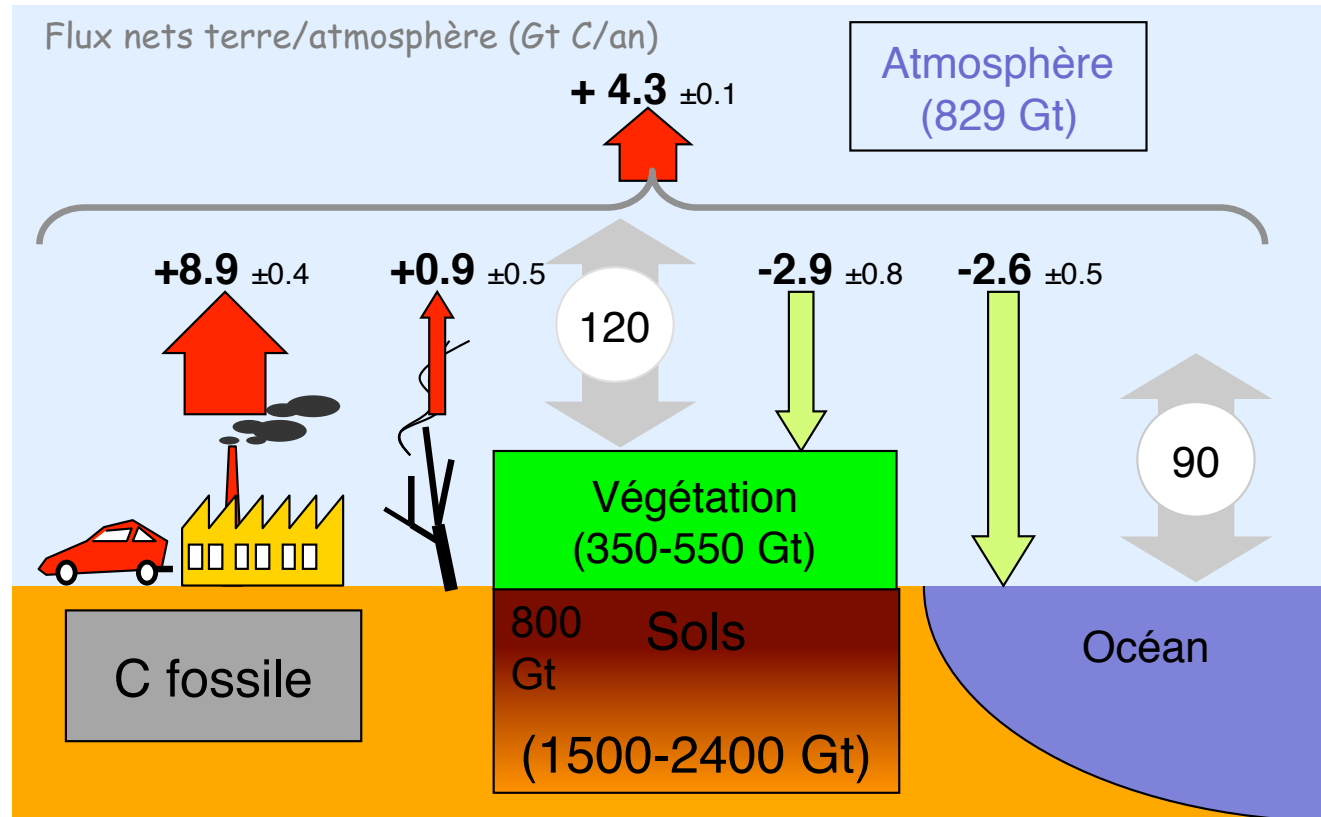 Flux nets terre/atmosphère (Gt C/an)
Atmosphère
(829 Gt)
+ 4.3 ±0.1
+8.9 ±0.4
+0.9 ±0.5
-2.9 ±0.8
-2.6 ±0.5
120
90
Végétation
(350-550 Gt)
800
Gt
Sols
(1500-2400 Gt)
C fossile
Océan